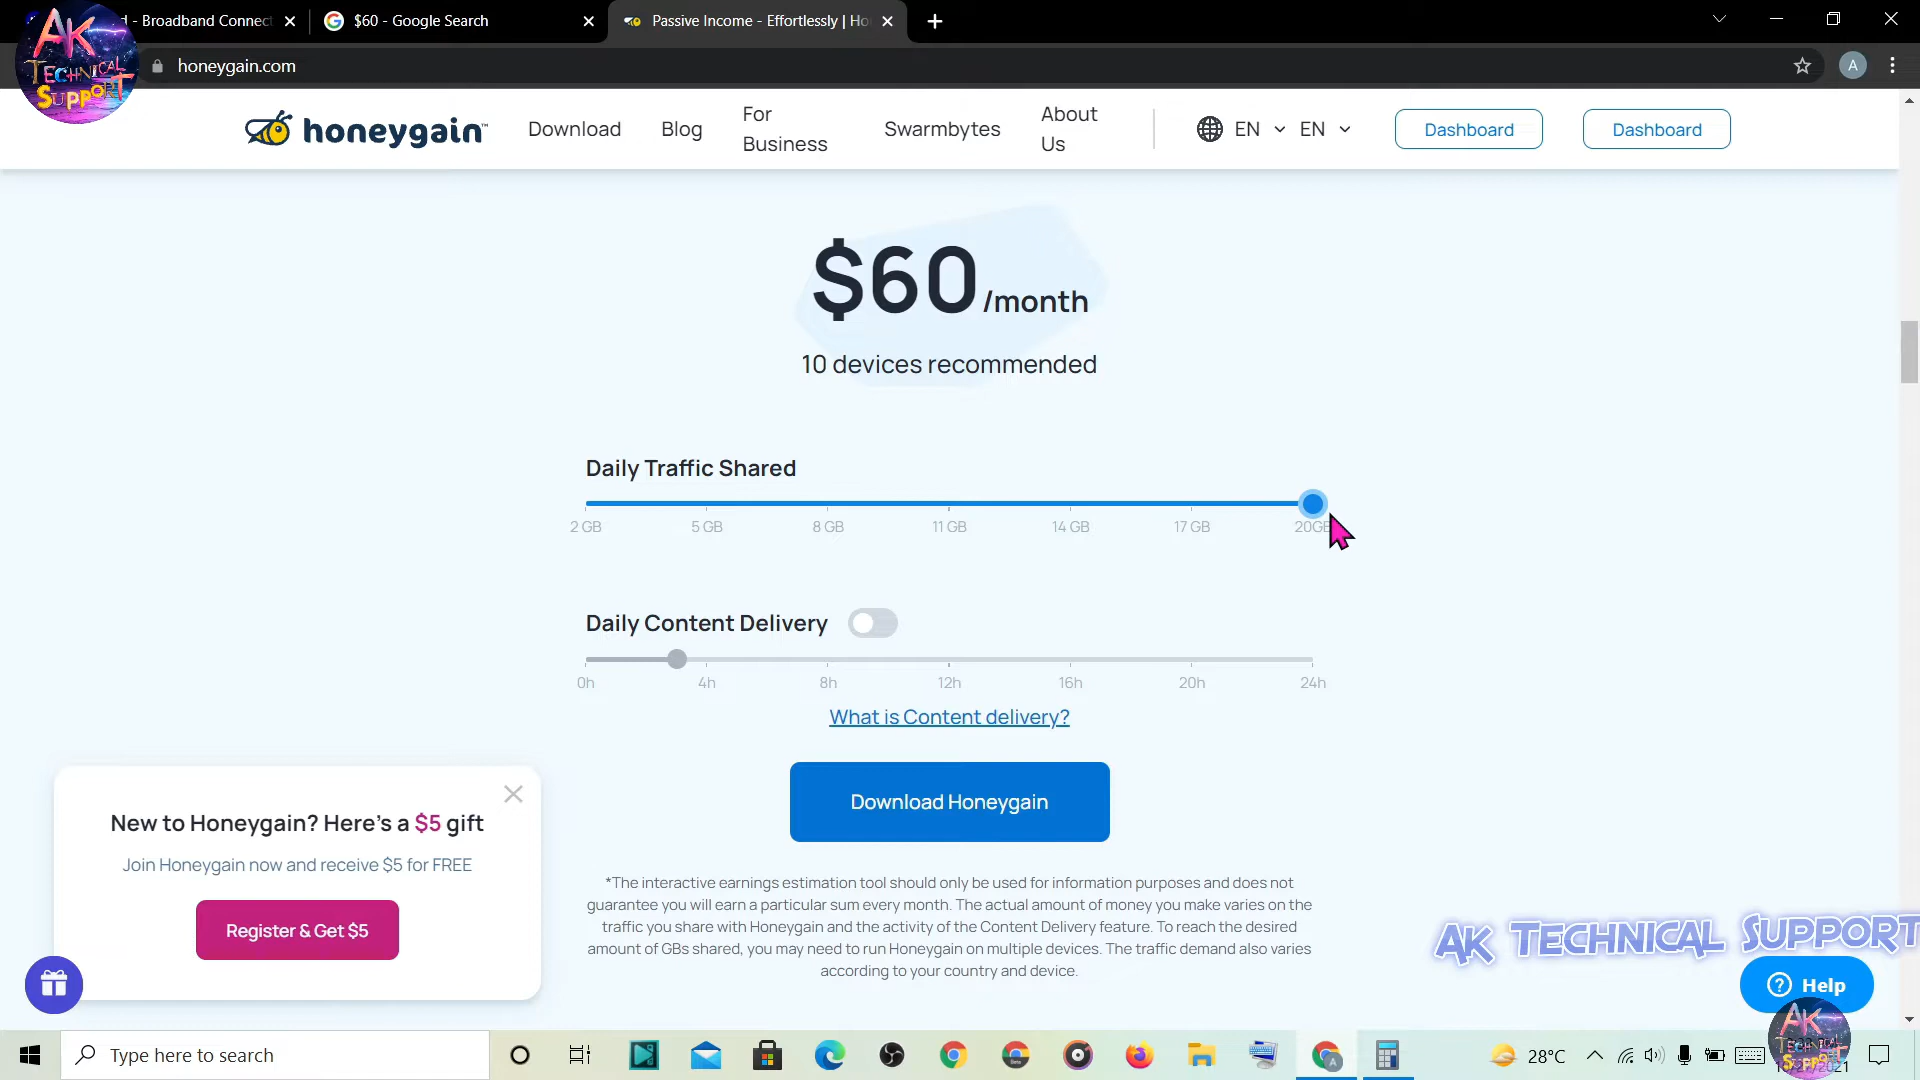 - Broadband Connect
$60 - Google Search
Passive Income - Effortlessly | Ho
AK
TECHNICAL
SUPPORT
honeygain.com
A
honeygain
Download
Blog
For
Business
Swarmbytes
About
Us
EN
EN
Dashboard
Dashboard
$60 /month
10 devices recommended
Daily Traffic Shared
2 GB 5 GB 8 GB 11 GB 14 GB 17 GB 20GB
Daily Content Delivery
0h 4h 8h 12h 16h 20h 24h
What is Content delivery?
Download Honeygain
New to Honeygain? Here's a $5 gift
Join Honeygain now and receive $5 for FREE
Register & Get $5
*The interactive earnings estimation tool should only be used for information purposes and does not
guarantee you will earn a particular sum every month. The actual amount of money you make varies on the
traffic you share with Honeygain and the activity of the Content Delivery feature. To reach the desired
amount of GBs shared, you may need to run Honeygain on multiple devices. The traffic demand also varies
according to your country and device.
AK TECHNICAL SUPPORT
Help
AK
TECHNICAL
SUPPORT
Type here to search
28°C